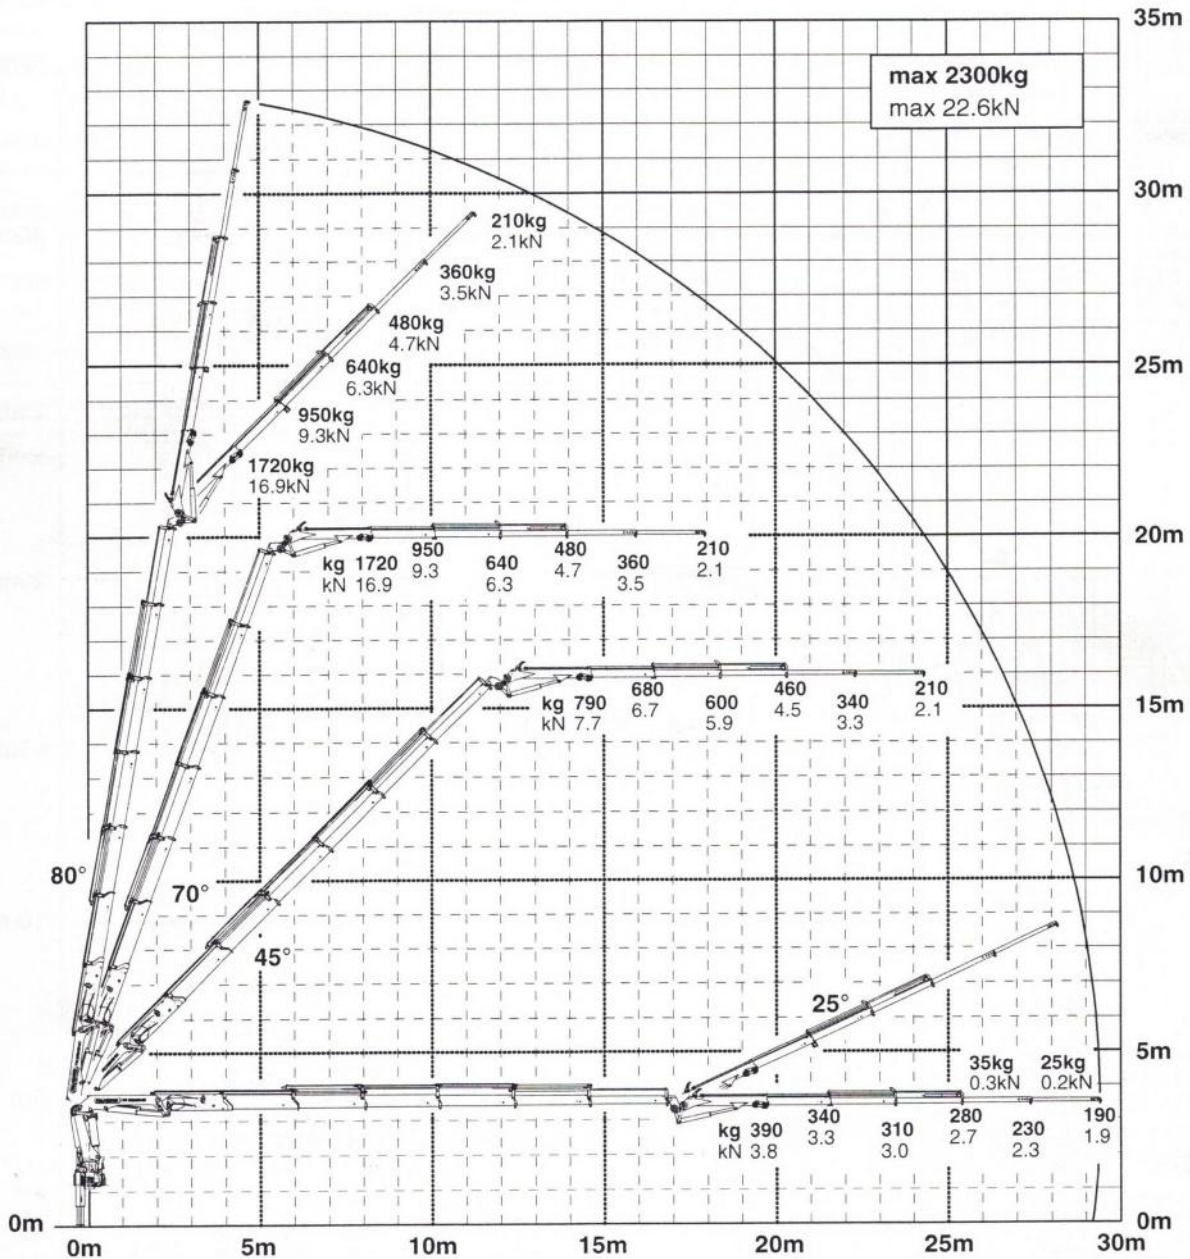 35m
max 2300kg
max 22.6kN
30m
210kg
2.1kN
360kg
3.5kN
480kg
4.7kN
640kg
6.3kN
25m
950kg
9.3kN
1720kg
16.9kN
20m
kg 1720 950 640 480 360 210
kN 16.9 9.3 6.3 4.7 3.5 2.1
kg 790 680 600 460 340 210
kN 7.7 6.7 5.9 4.5 3.3 2.1
15m
80°
70°
10m
45°
25°
5m
35kg 25kg
0.3kN 0.2kN
kg 390 340 310 280 230 190
kN 3.8 3.3 3.0 2.7 2.3 1.9
0m 0m
0m 5m 10m 15m 20m 25m 30m